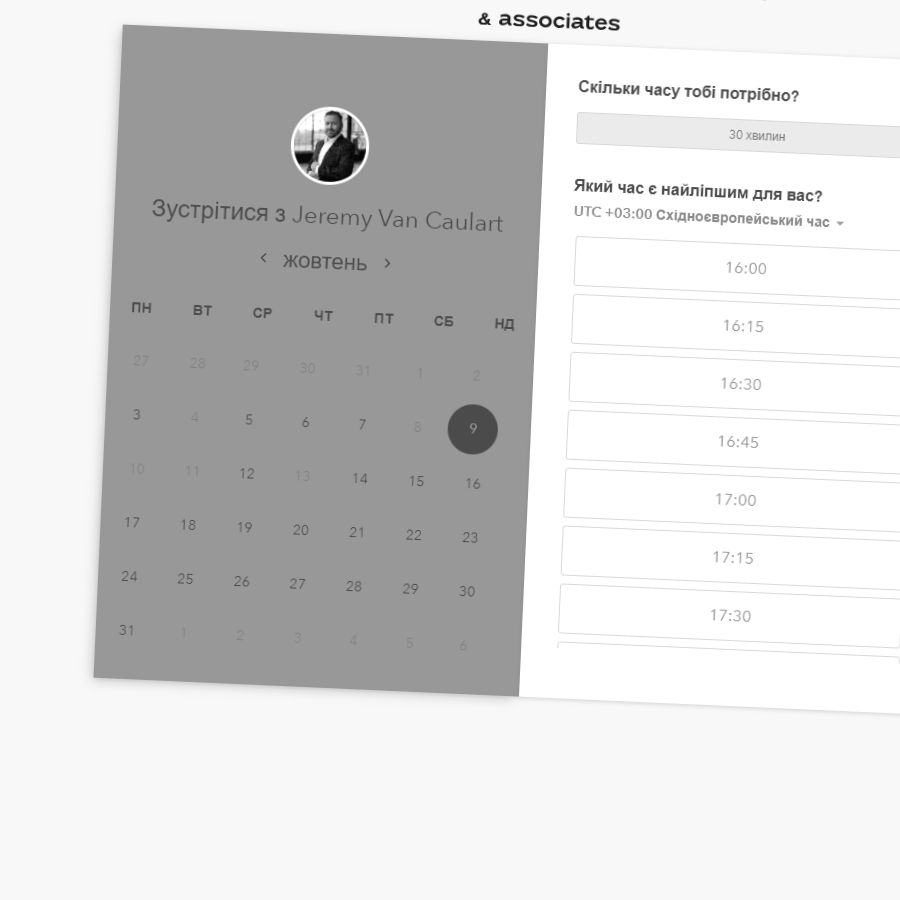 & associates
Зустрітися з Jeremy Van Caulart
жовтень
ПН ВТ СР ЧТ ПТ СБ НД
27 28 29 30 31 1 2
3 4 5 6 7 8 9
10 11 12 13 14 15 16
17 18 19 20 21 22 23
24 25 26 27 28 29 30
31 1 2 3 4 5 6
Скільки часу тобі потрібно?
30 хвилин
Який час є найліпшим для вас?
UTC +03:00 Східноєвропейський час
16:00
16:15
16:30
16:45
17:00
17:15
17:30